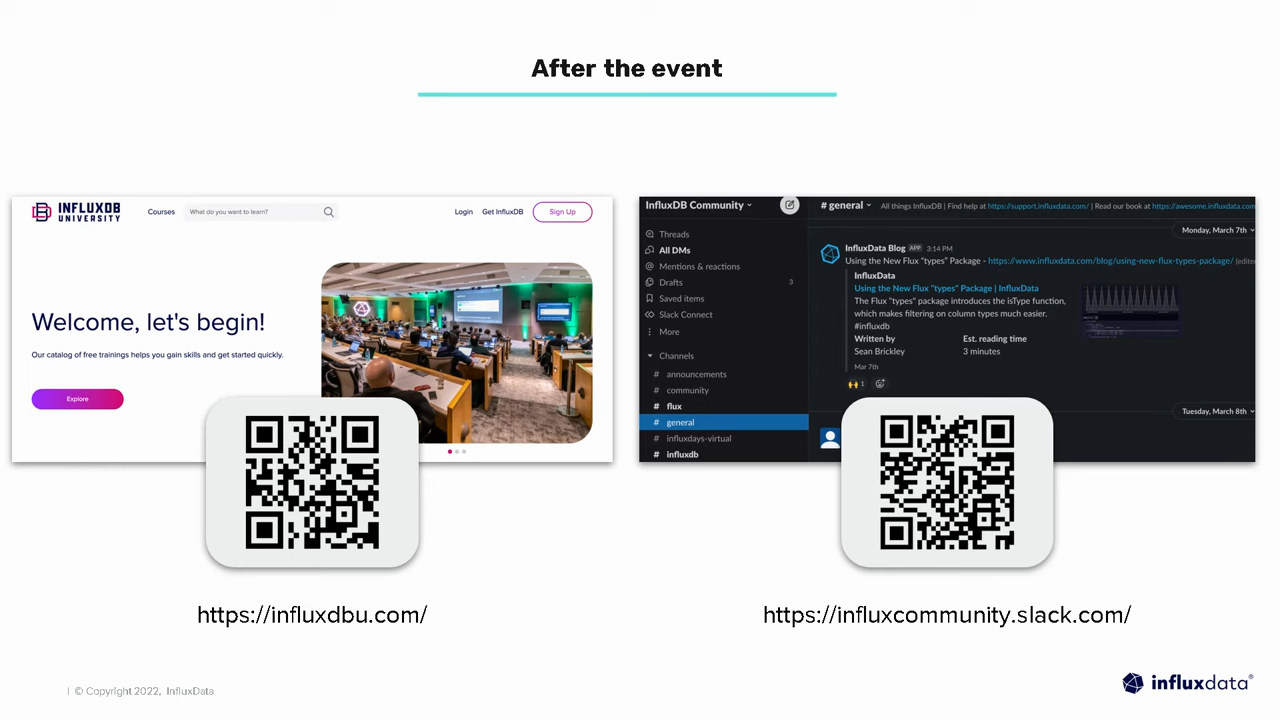 After the event
INFLUXDB
UNIVERSITY
Courses
What do you want to learn?
Login
Get InfluxDB
Sign Up
Welcome, let's begin!
Our catalog of free trainings helps you gain skills and get started quickly.
Explore
https://influxdbu.com/
InfluxDB Community
Threads
All DMs
Mentions & reactions
Drafts 3
Saved items
Slack Connect
More
Channels
# announcements
# community
# flux
# general
# influxdays-virtual
# influxdb
# general
All things InfluxDB | Find help at https://support.influxdata.com/ | Read our book at https://awesome.influxdata.com
Monday, March 7th
InfluxData Blog APP 3:14 PM
Using the New Flux "types" Package - https://www.influxdata.com/blog/using-new-flux-types-package/ (edited
InfluxData
Using the New Flux "types" Package | InfluxData
The Flux "types" package introduces the isType function,
which makes filtering on column types much easier.
#influxdb
Written by Est. reading time
Sean Brickley 3 minutes
Mar 7th
1
Tuesday, March 8th
https://influxcommunity.slack.com/
| © Copyright 2022, InfluxData
influxdata®